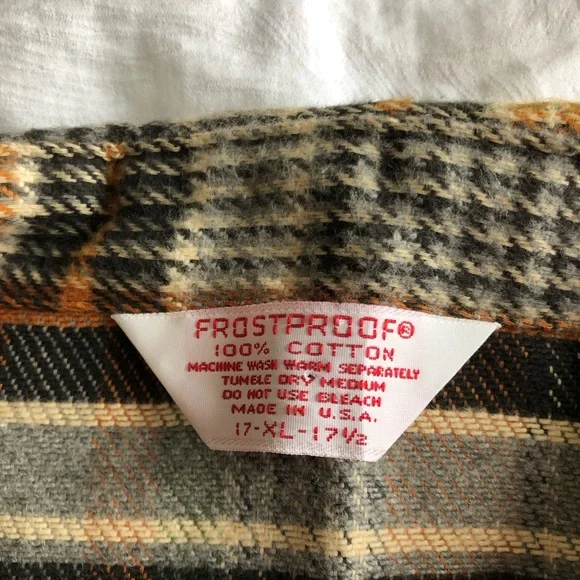 FROSTPROOF®
100% COTTON
MACHINE WASH WARM SEPARATELY
TUMBLE DRY MEDIUM
DO NOT USE BLEACH
MADE IN U.S.A.
17-XL-17½